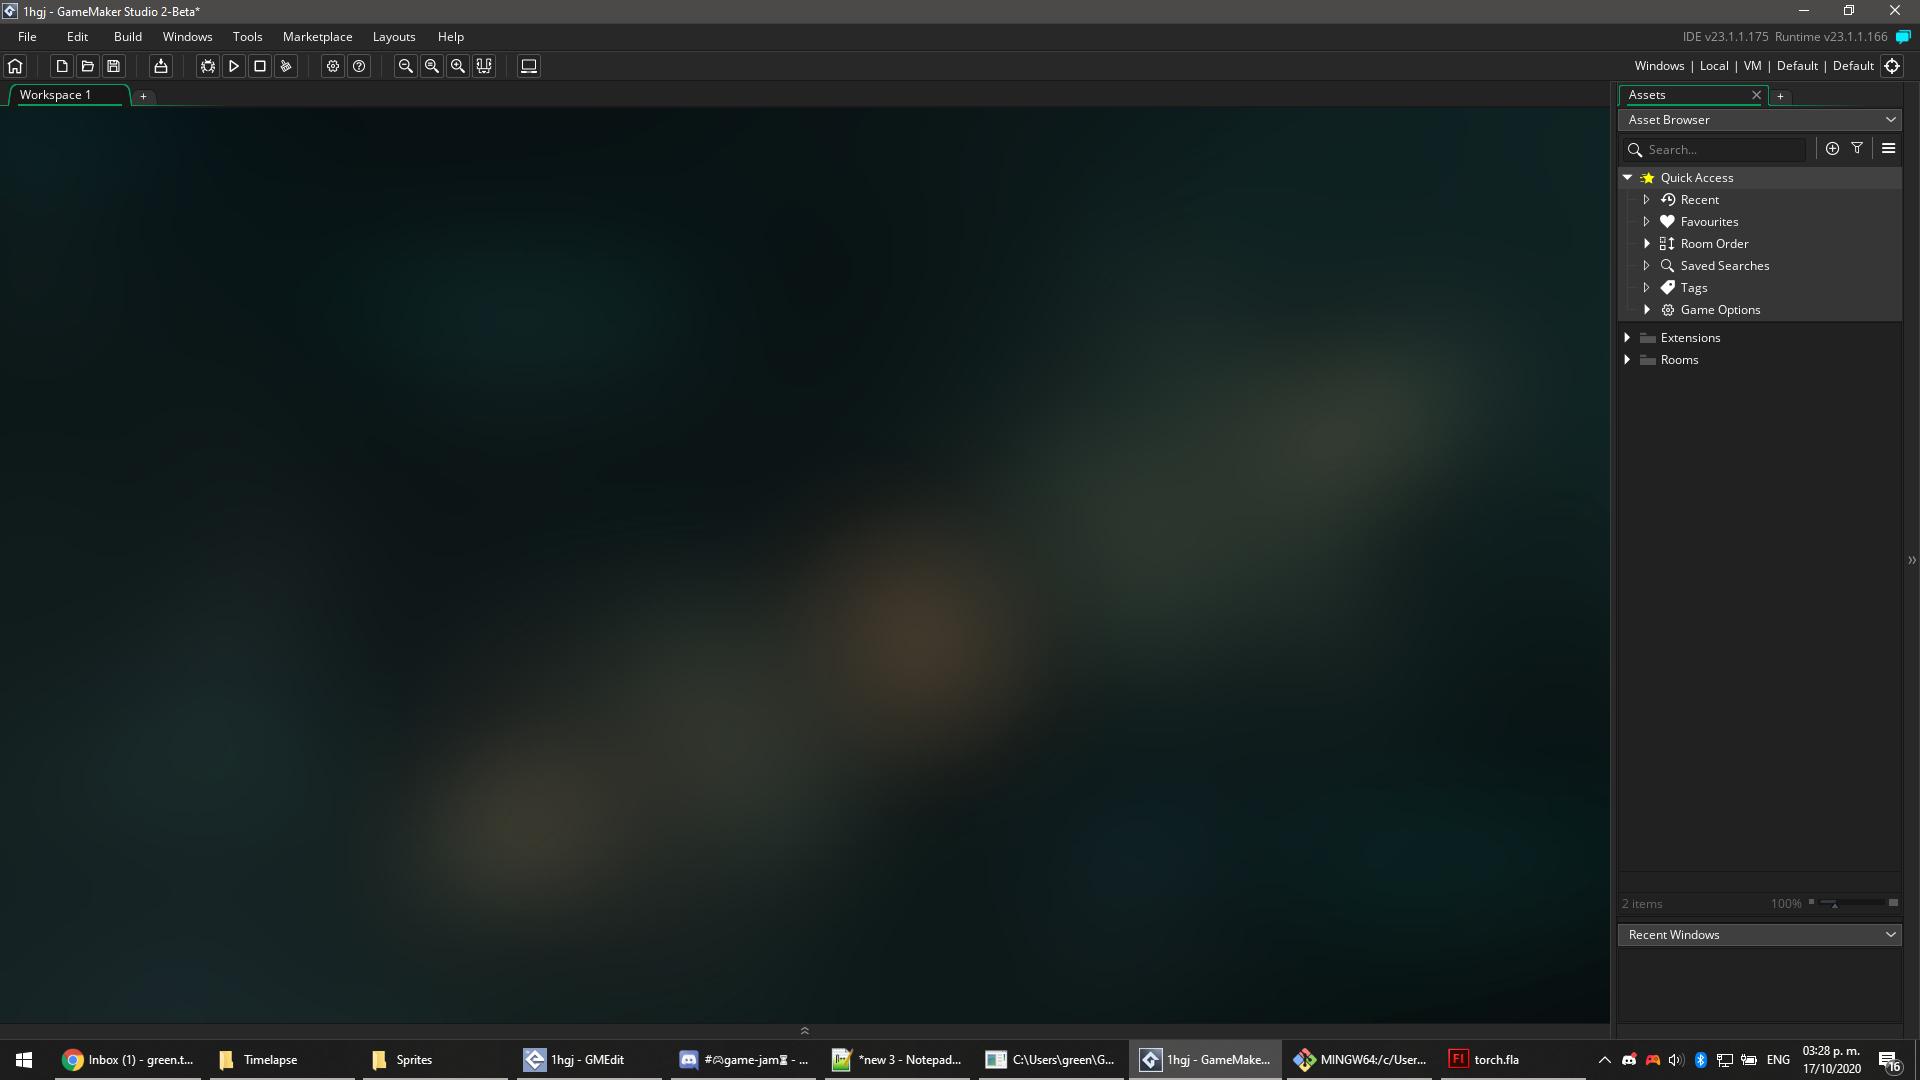 1hgj - GameMaker Studio 2-Beta*
File Edit Build Windows Tools Marketplace Layouts Help
IDE v23.1.1.175 Runtime v23.1.1.166
Windows | Local | VM | Default | Default
Workspace 1 +
Assets +
Asset Browser
Search...
Quick Access
Recent
Favourites
Room Order
Saved Searches
Tags
Game Options
Extensions
Rooms
2 items 100%
Recent Windows
Inbox (1) - green.t... Timelapse Sprites 1hgj - GMEdit #🎮game-jam⏳ - ... *new 3 - Notepad... C:\Users\green\G... 1hgj - GameMake... MINGW64:/c/User... Fl torch.fla ENG 03:28 p. m.
17/10/2020 16